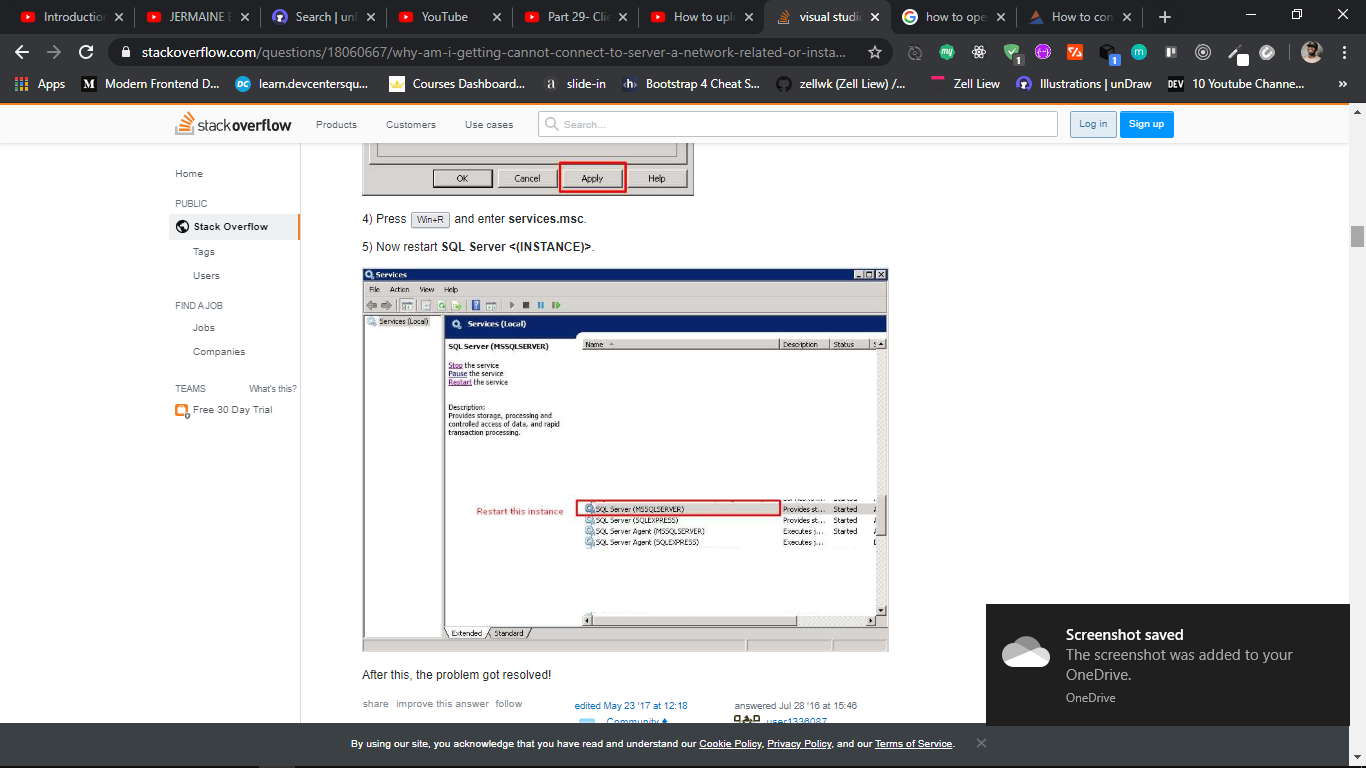 Introduction
JERMAINE E
Search | un
YouTube
Part 29- Clie
How to uplo
visual studio
how to ope
How to con
stackoverflow.com/questions/18060667/why-am-i-getting-cannot-connect-to-server-a-network-related-or-insta...
1
1
Apps
Modern Frontend D...
learn.devcentersqu...
Courses Dashboard...
slide-in
Bootstrap 4 Cheat S...
zellwk (Zell Liew) /...
Zell Liew
Illustrations | unDraw
10 Youtube Channe...
stackoverflow
Products
Customers
Use cases
Search...
Log in
Sign up
Home
PUBLIC
Stack Overflow
Tags
Users
FIND A JOB
Jobs
Companies
TEAMS
What's this?
Free 30 Day Trial
OK
Cancel
Apply
Help
4) Press Win+R and enter services.msc.
5) Now restart SQL Server <(INSTANCE)>.
Services
File Action View Help
Services (Local)
Services (Local)
SQL Server (MSSQLSERVER)
Stop the service
Pause the service
Restart the service
Description:
Provides storage, processing and
controlled access of data, and rapid
transaction processing.
Name
Description
Status
Restart this instance
SQL Server (MSSQLSERVER) Provides st... Started
SQL Server (SQLEXPRESS) Provides st... Started
SQL Server Agent (MSSQLSERVER) Executes j... Started
SQL Server Agent (SQLEXPRESS) Executes j...
Extended
Standard
After this, the problem got resolved!
share improve this answer follow
edited May 23 '17 at 12:18
Community
answered Jul 28 '16 at 15:46
user1336087
Screenshot saved
The screenshot was added to your
OneDrive.
OneDrive
By using our site, you acknowledge that you have read and understand our Cookie Policy, Privacy Policy, and our Terms of Service.